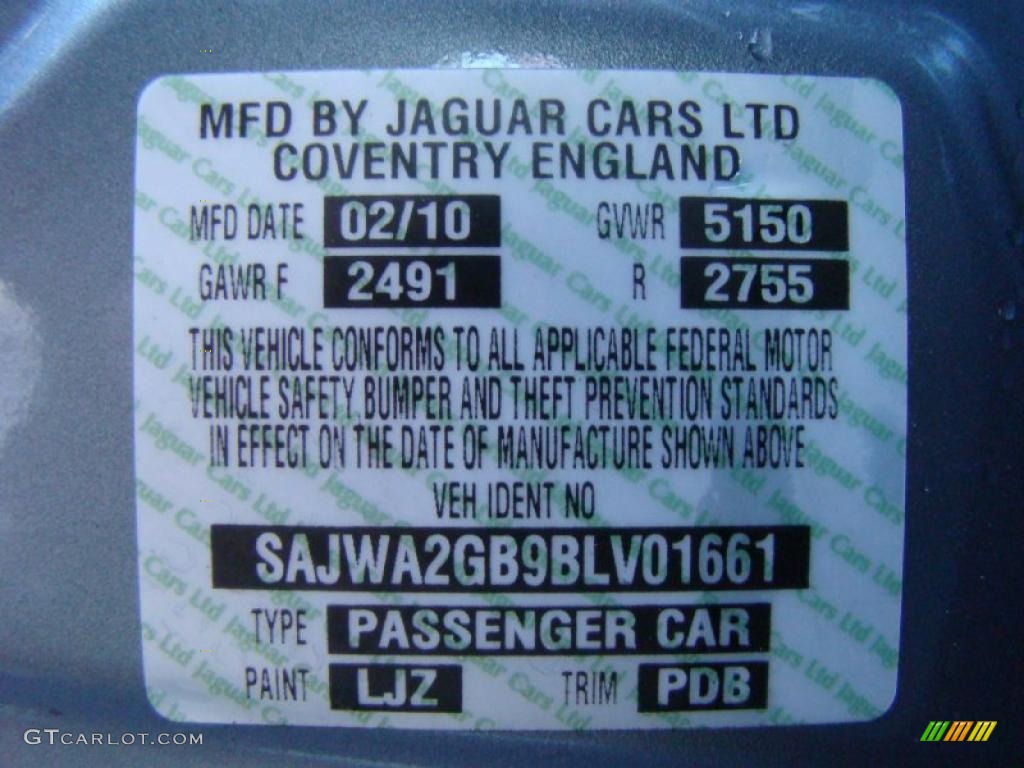 MFD BY JAGUAR CARS LTD
COVENTRY ENGLAND
MFD DATE 02/10 GVWR 5150
GAWR F 2491 R 2755
THIS VEHICLE CONFORMS TO ALL APPLICABLE FEDERAL MOTOR
VEHICLE SAFETY BUMPER AND THEFT PREVENTION STANDARDS
IN EFFECT ON THE DATE OF MANUFACTURE SHOWN ABOVE
VEH IDENT NO
SAJWA2GB9BLV01661
TYPE PASSENGER CAR
PAINT LJZ TRIM PDB
GTCARLOT.COM